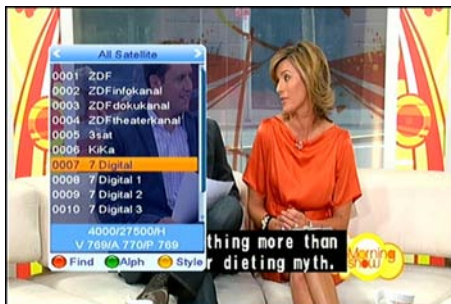 All Satellite
0001 ZDF
0002 ZDFinfokanal
0003 ZDFdokukanal
0004 ZDFtheaterkanal
0005 3sat
0006 KiKa
0007 7 Digital
0008 7 Digital 1
0009 7 Digital 2
0010 7 Digital 3
4000/27500/H
V 769/A 770/P 769
Find Alph Style
thing more than
r dieting myth.
Morning
show